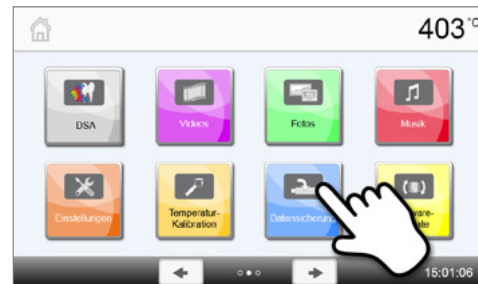 403 °C
DSA
Videos
Fotos
Musik
Einstellungen
Temperatur-
Kalibration
Datensicherung
15:01:06